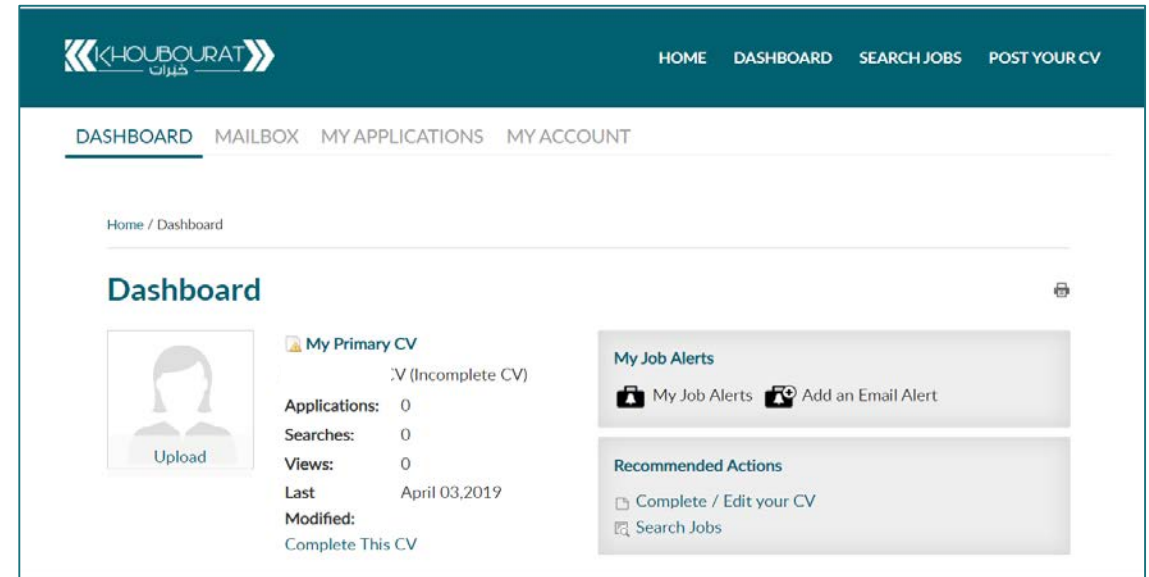 KHOUBOURAT
خبرات
HOME DASHBOARD SEARCH JOBS POST YOUR CV
DASHBOARD MAILBOX MY APPLICATIONS MY ACCOUNT
Home / Dashboard
Dashboard
Upload
My Primary CV
V (Incomplete CV)
Applications: 0
Searches: 0
Views: 0
Last Modified: April 03,2019
Complete This CV
My Job Alerts
My Job Alerts Add an Email Alert
Recommended Actions
Complete / Edit your CV
Search Jobs